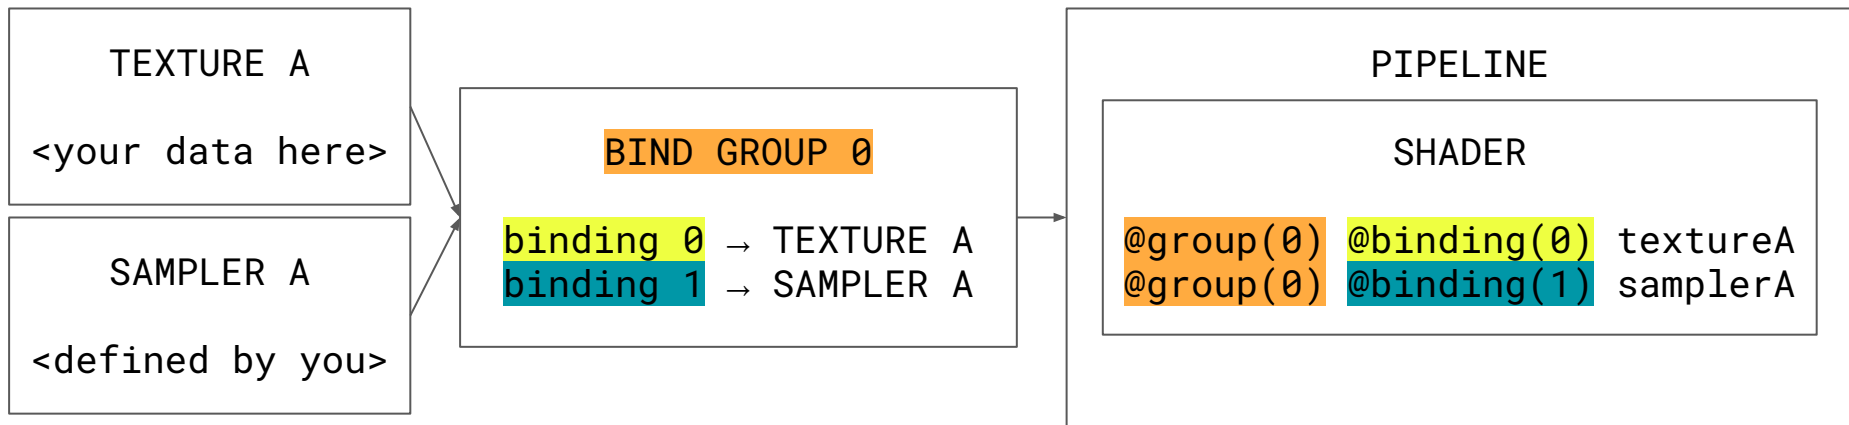 TEXTURE A
<your data here>
SAMPLER A
<defined by you>
BIND GROUP 0
binding 0 → TEXTURE A
binding 1 → SAMPLER A
PIPELINE
SHADER
@group(0) @binding(0) textureA
@group(0) @binding(1) samplerA